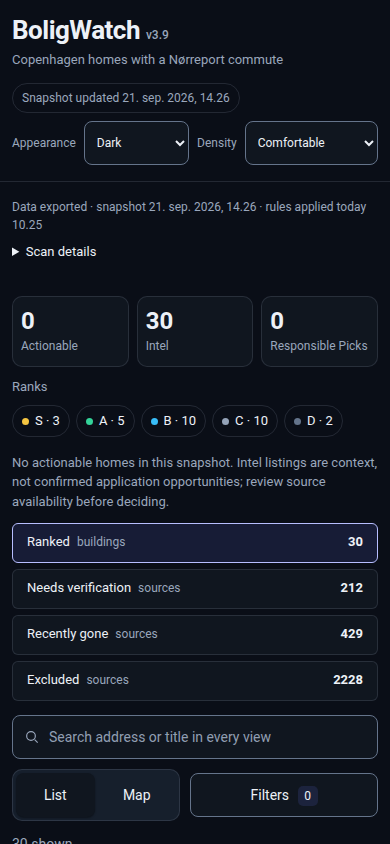 BoligWatch v3.9
Copenhagen homes with a Nørreport commute
Snapshot updated 21. sep. 2026, 14.26
Appearance Dark Density Comfortable
Data exported · snapshot 21. sep. 2026, 14.26 · rules applied today
10.25
Scan details
0 30 0
Actionable Intel Responsible Picks
Ranks
S · 3 A · 5 B · 10 C · 10 D · 2
No actionable homes in this snapshot. Intel listings are context,
not confirmed application opportunities; review source
availability before deciding.
Ranked buildings 30
Needs verification sources 212
Recently gone sources 429
Excluded sources 2228
Search address or title in every view
List Map Filters 0
30 shown